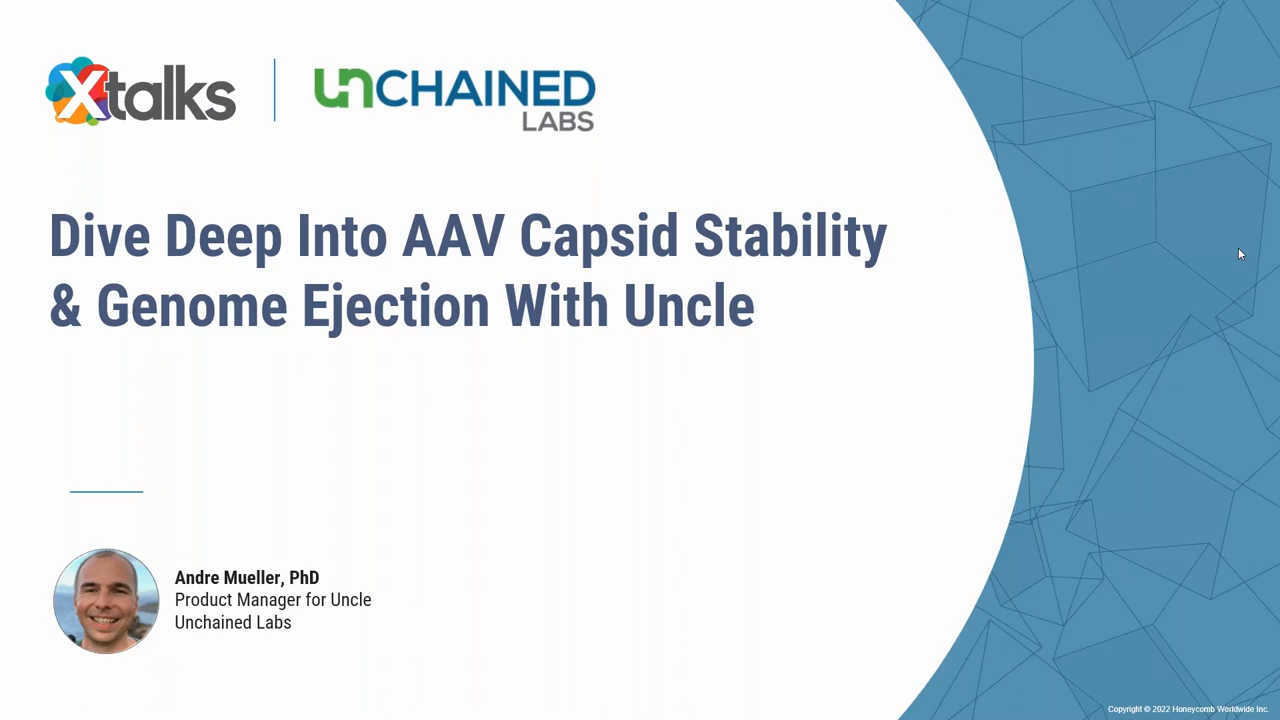 Xtalks
UNCHAINED
LABS
Dive Deep Into AAV Capsid Stability
& Genome Ejection With Uncle
Andre Mueller, PhD
Product Manager for Uncle
Unchained Labs
Copyright © 2022 Honeycomb Worldwide Inc.